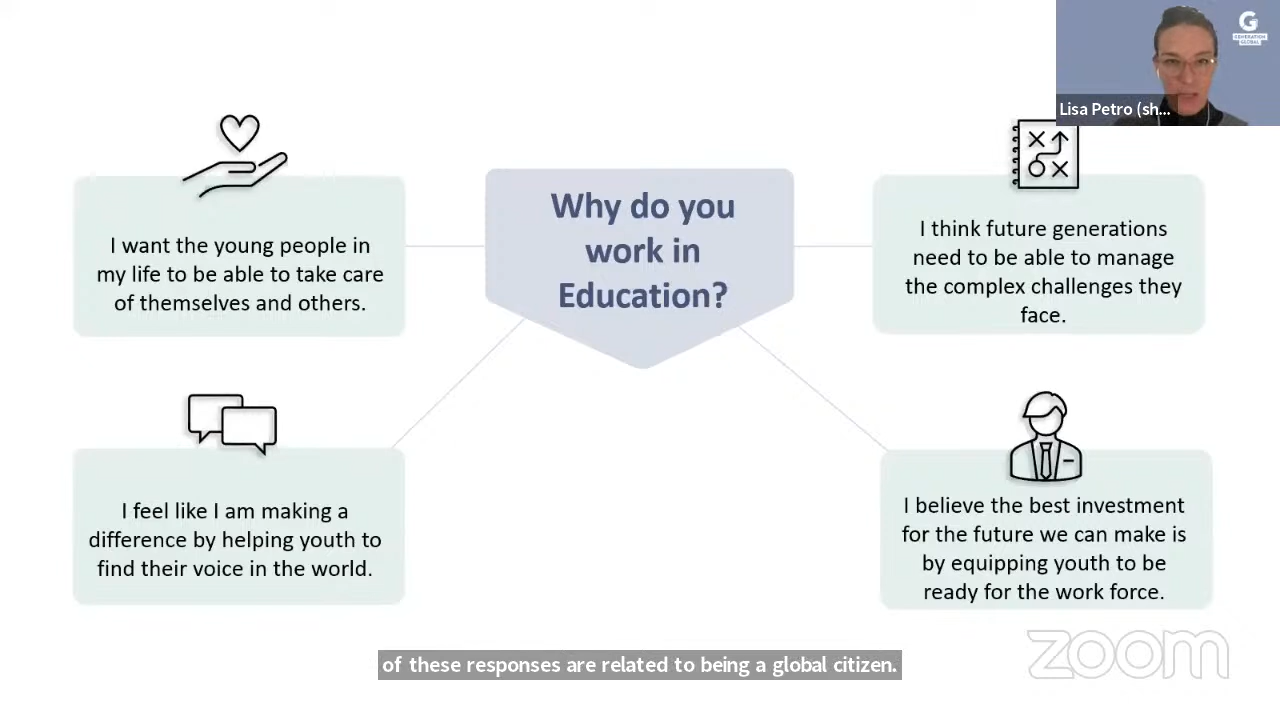 G
GENERATION
GLOBAL
Lisa Petro (sh...
Why do you
work in
Education?
I want the young people in
my life to be able to take care
of themselves and others.
I think future generations
need to be able to manage
the complex challenges they
face.
I feel like I am making a
difference by helping youth to
find their voice in the world.
I believe the best investment
for the future we can make is
by equipping youth to be
ready for the work force.
of these responses are related to being a global citizen.
zoom